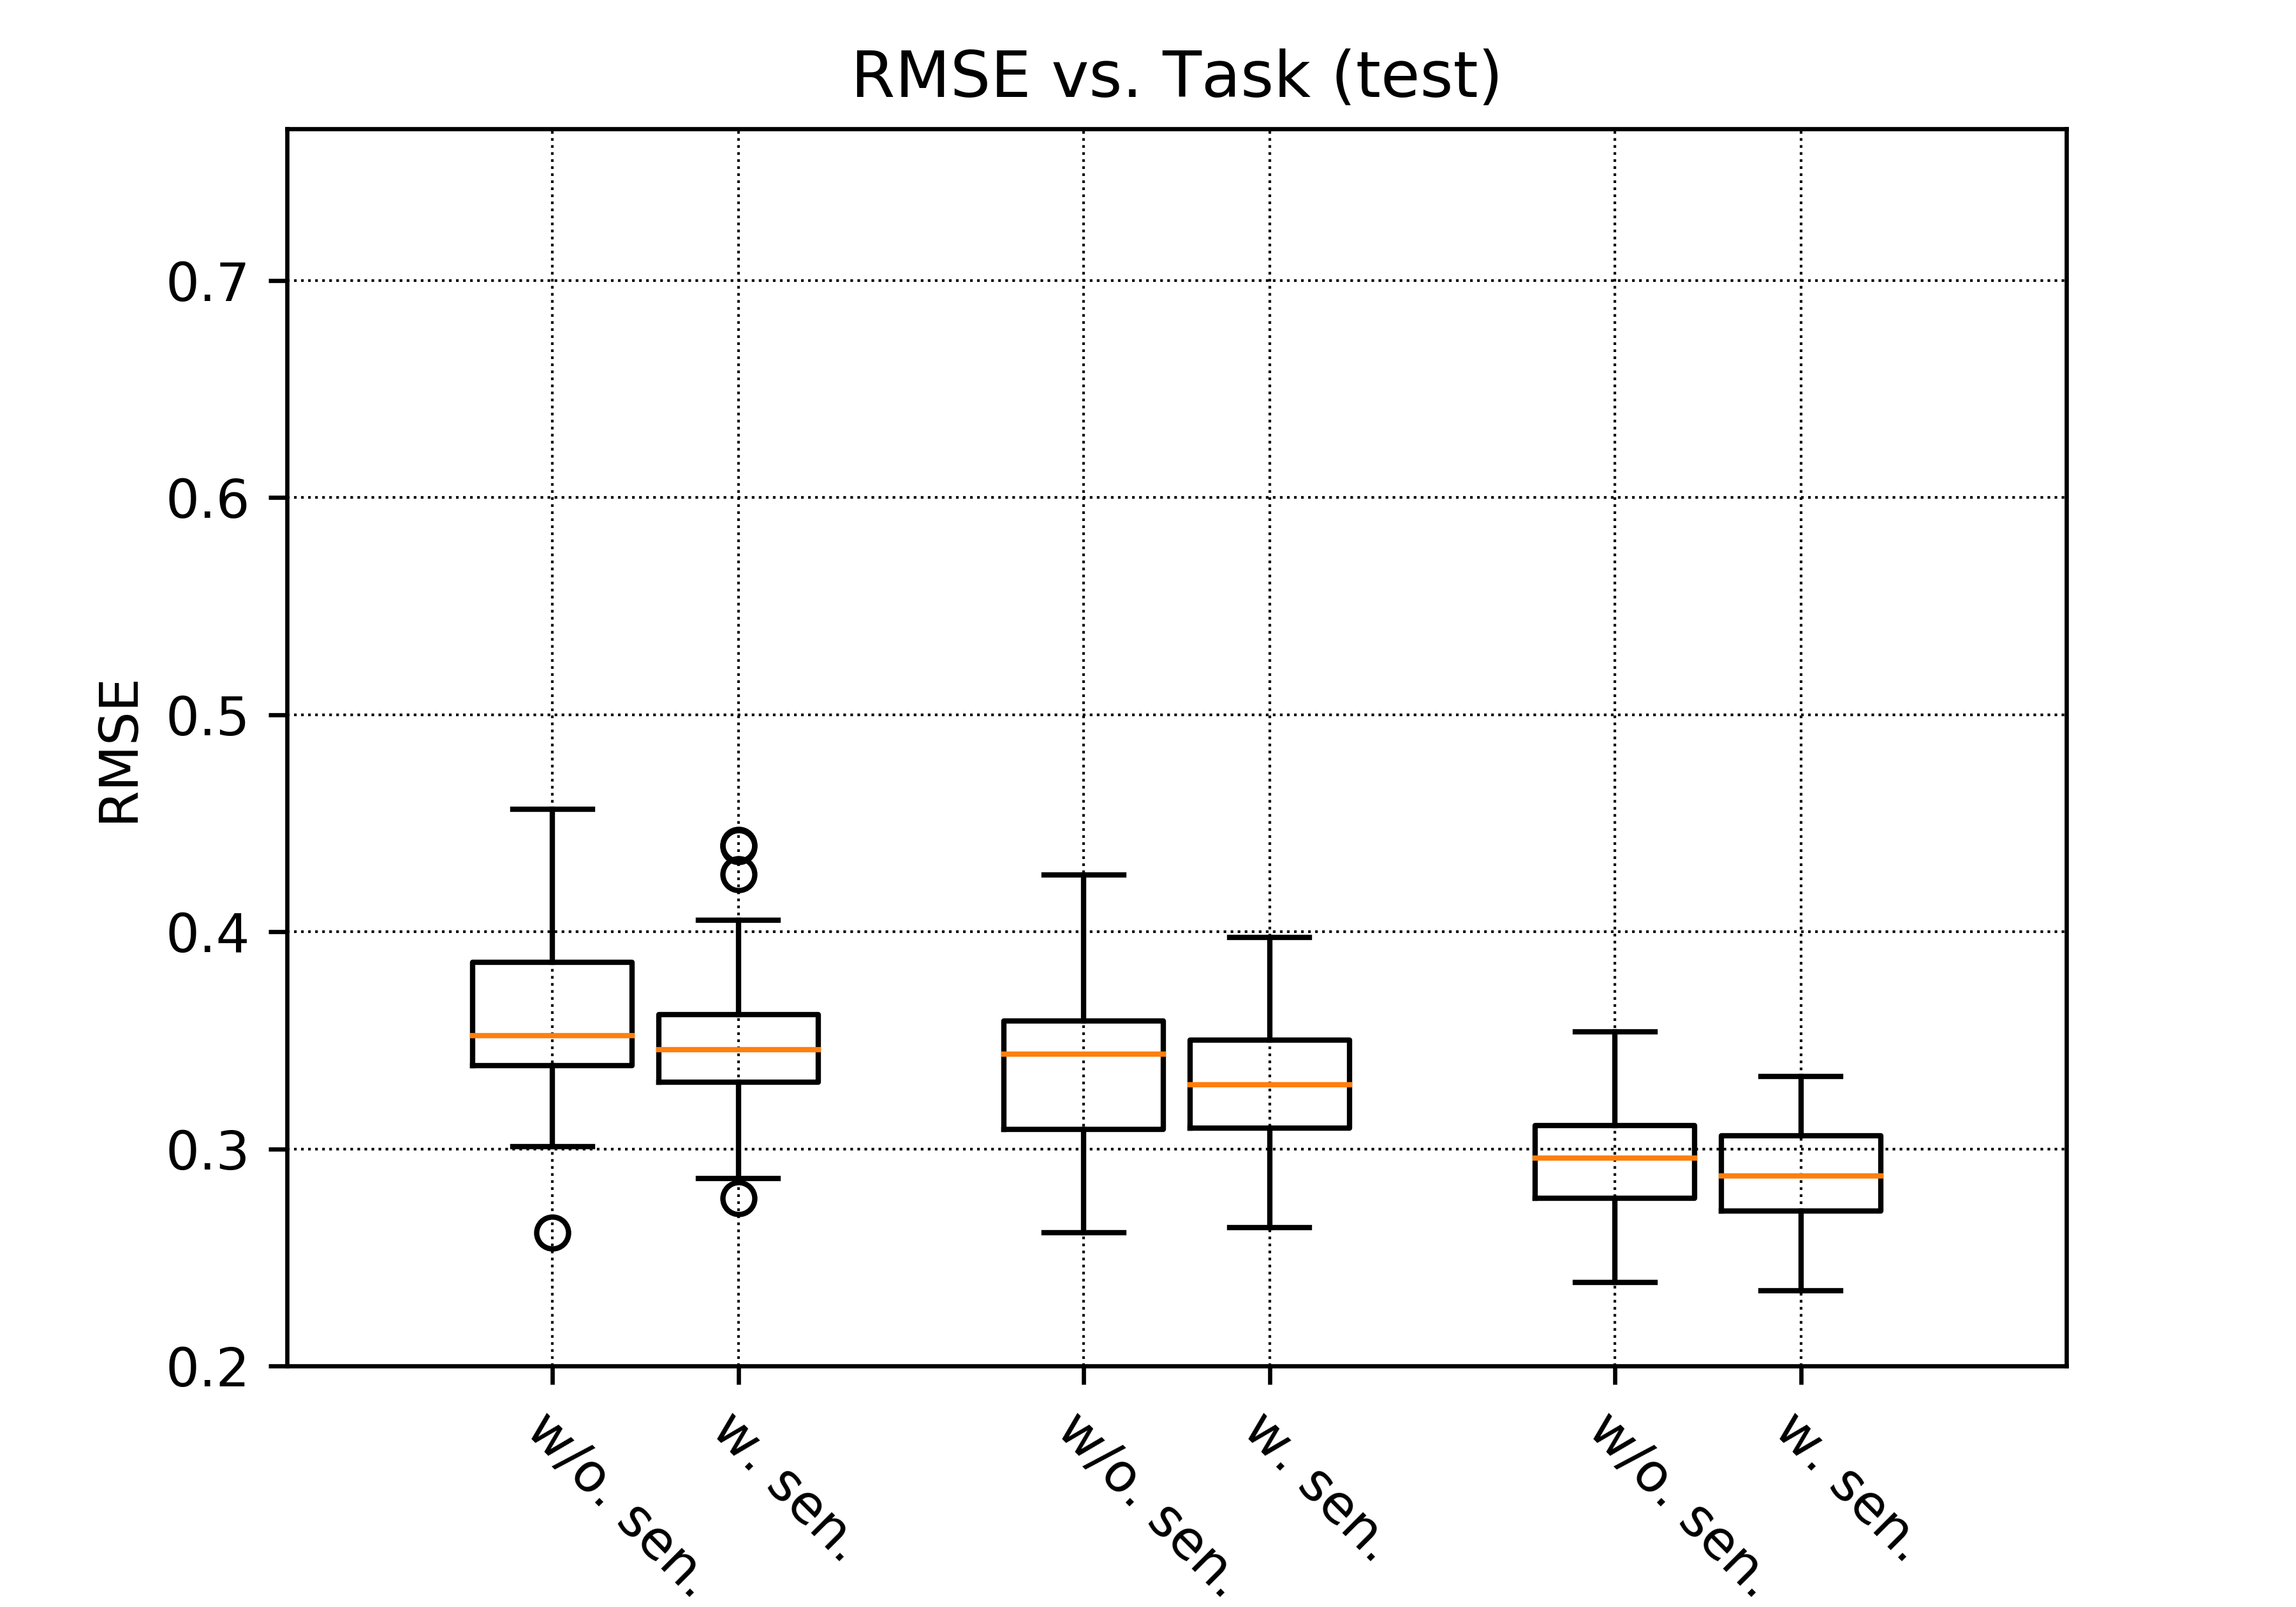 RMSE vs. Task (test)
RMSE
0.7
0.6
0.5
0.4
0.3
0.2
w/o. sen.
w. sen.
w/o. sen.
w. sen.
w/o. sen.
w. sen.